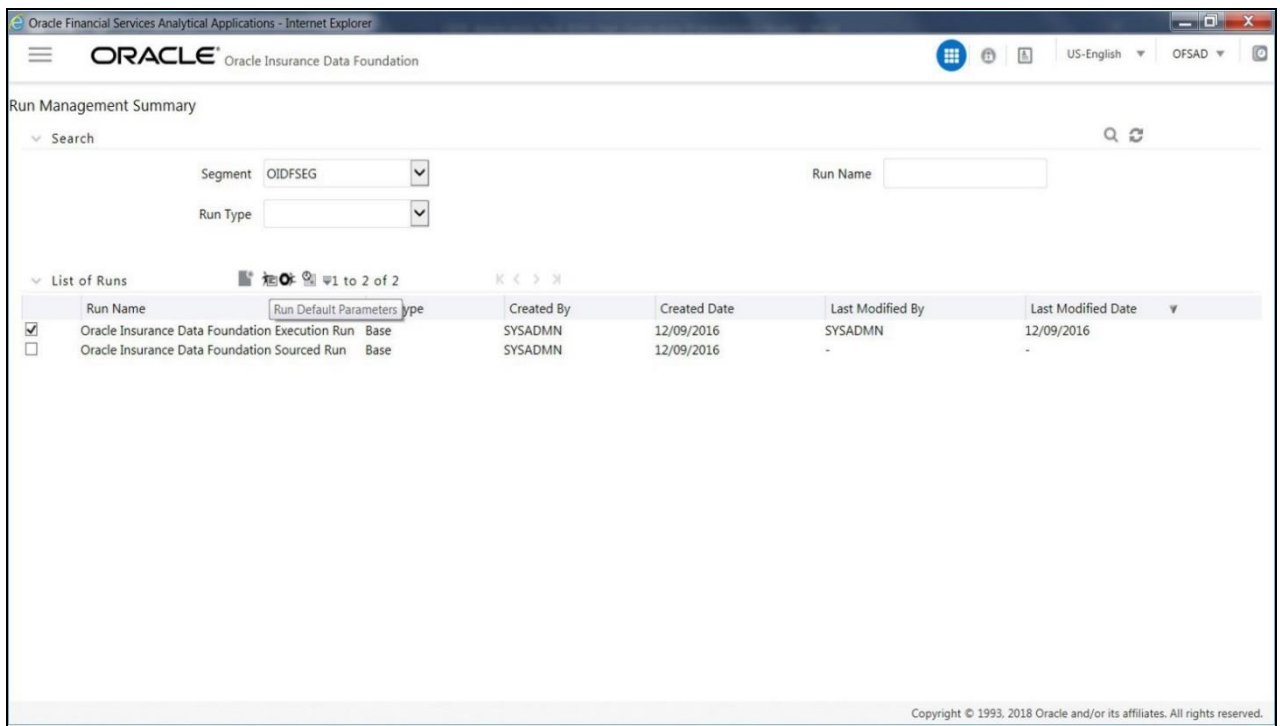 Oracle Financial Services Analytical Applications - Internet Explorer
ORACLE® Oracle Insurance Data Foundation
US-English OFSAD
Run Management Summary
Search
Segment OIDFSEG Run Name
Run Type
List of Runs 1 to 2 of 2
Run Name Run Default Parameters ype Created By Created Date Last Modified By Last Modified Date
Oracle Insurance Data Foundation Execution Run Base SYSADMN 12/09/2016 SYSADMN 12/09/2016
Oracle Insurance Data Foundation Sourced Run Base SYSADMN 12/09/2016 - -
Copyright © 1993, 2018 Oracle and/or its affiliates. All rights reserved.